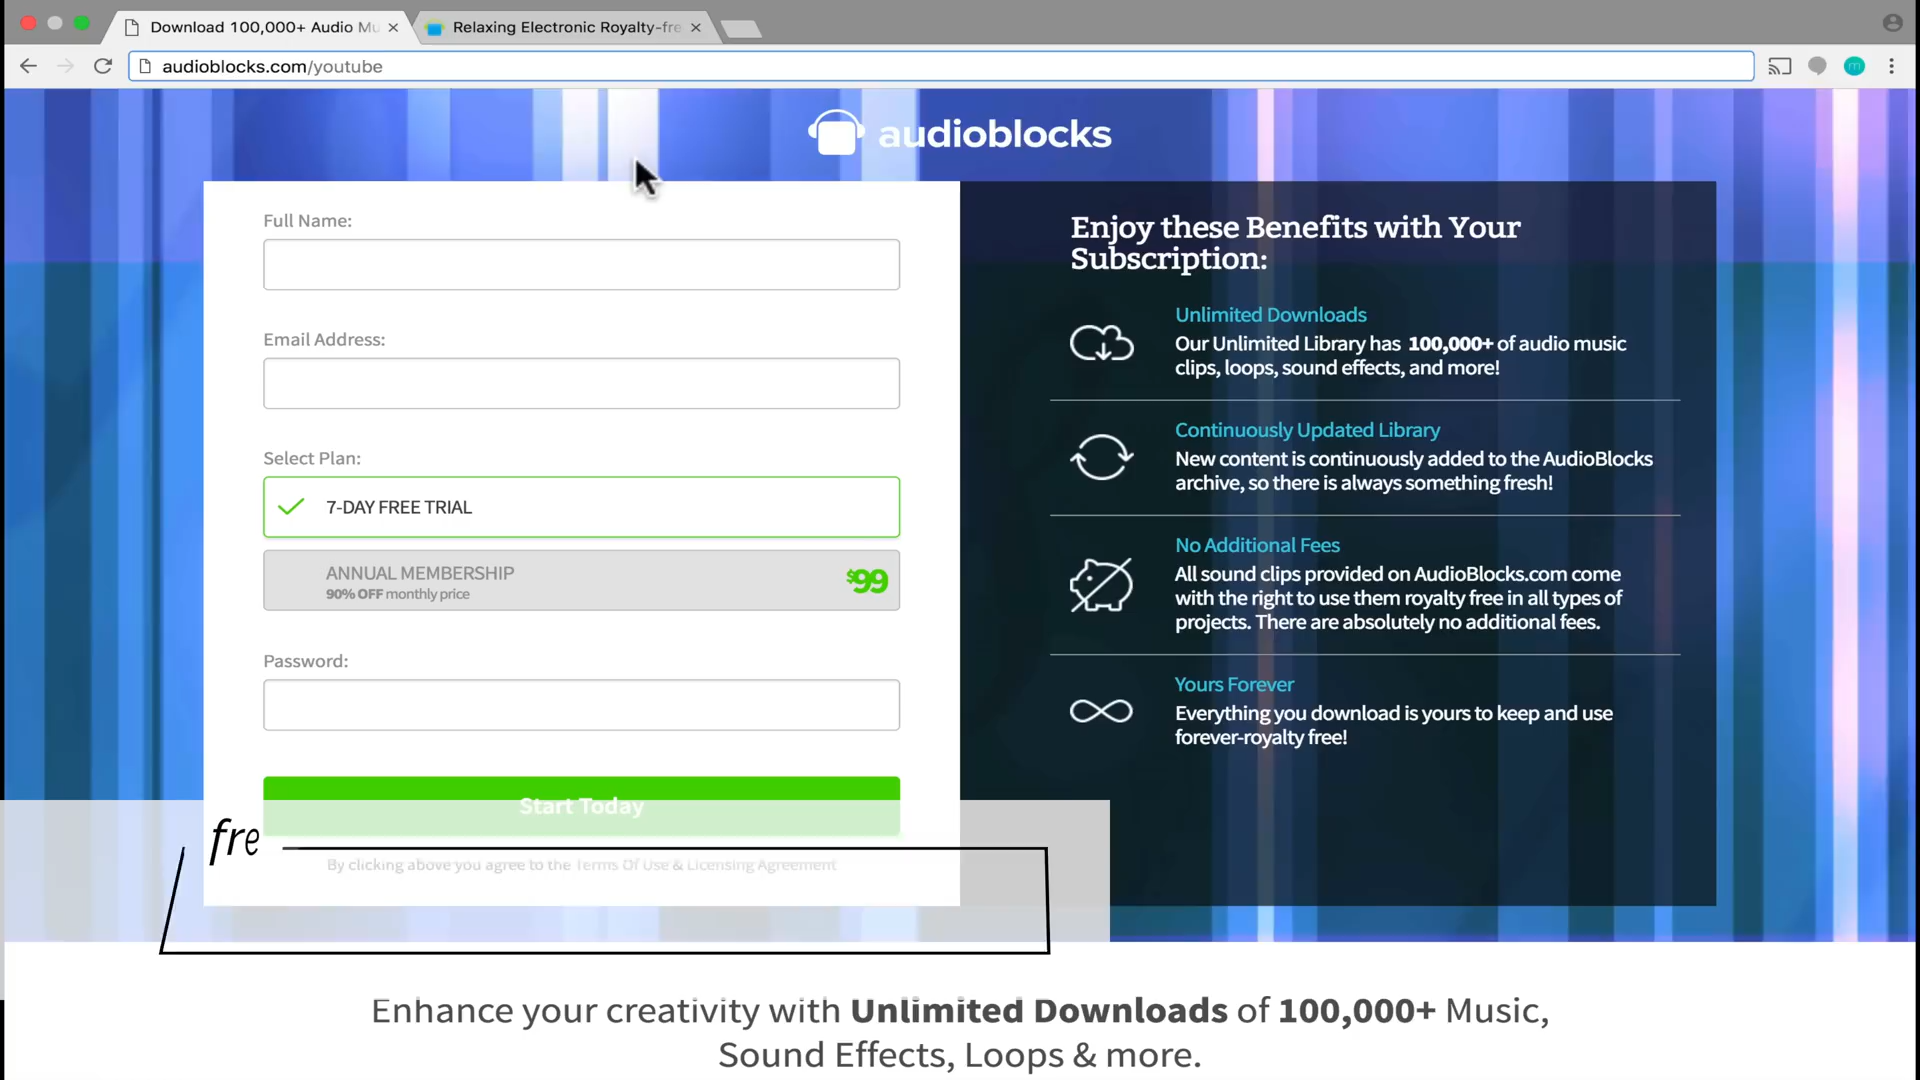 Download 100,000+ Audio Mu
Relaxing Electronic Royalty-fre
audioblocks.com/youtube
m
audioblocks
Full Name:
Email Address:
Select Plan:
7-DAY FREE TRIAL
ANNUAL MEMBERSHIP
90% OFF monthly price
$99
Password:
Start Today
fre
By clicking above you agree to the Terms Of Use & Licensing Agreement
Enjoy these Benefits with Your
Subscription:
Unlimited Downloads
Our Unlimited Library has 100,000+ of audio music
clips, loops, sound effects, and more!
Continuously Updated Library
New content is continuously added to the AudioBlocks
archive, so there is always something fresh!
No Additional Fees
All sound clips provided on AudioBlocks.com come
with the right to use them royalty free in all types of
projects. There are absolutely no additional fees.
Yours Forever
Everything you download is yours to keep and use
forever-royalty free!
Enhance your creativity with Unlimited Downloads of 100,000+ Music,
Sound Effects, Loops & more.